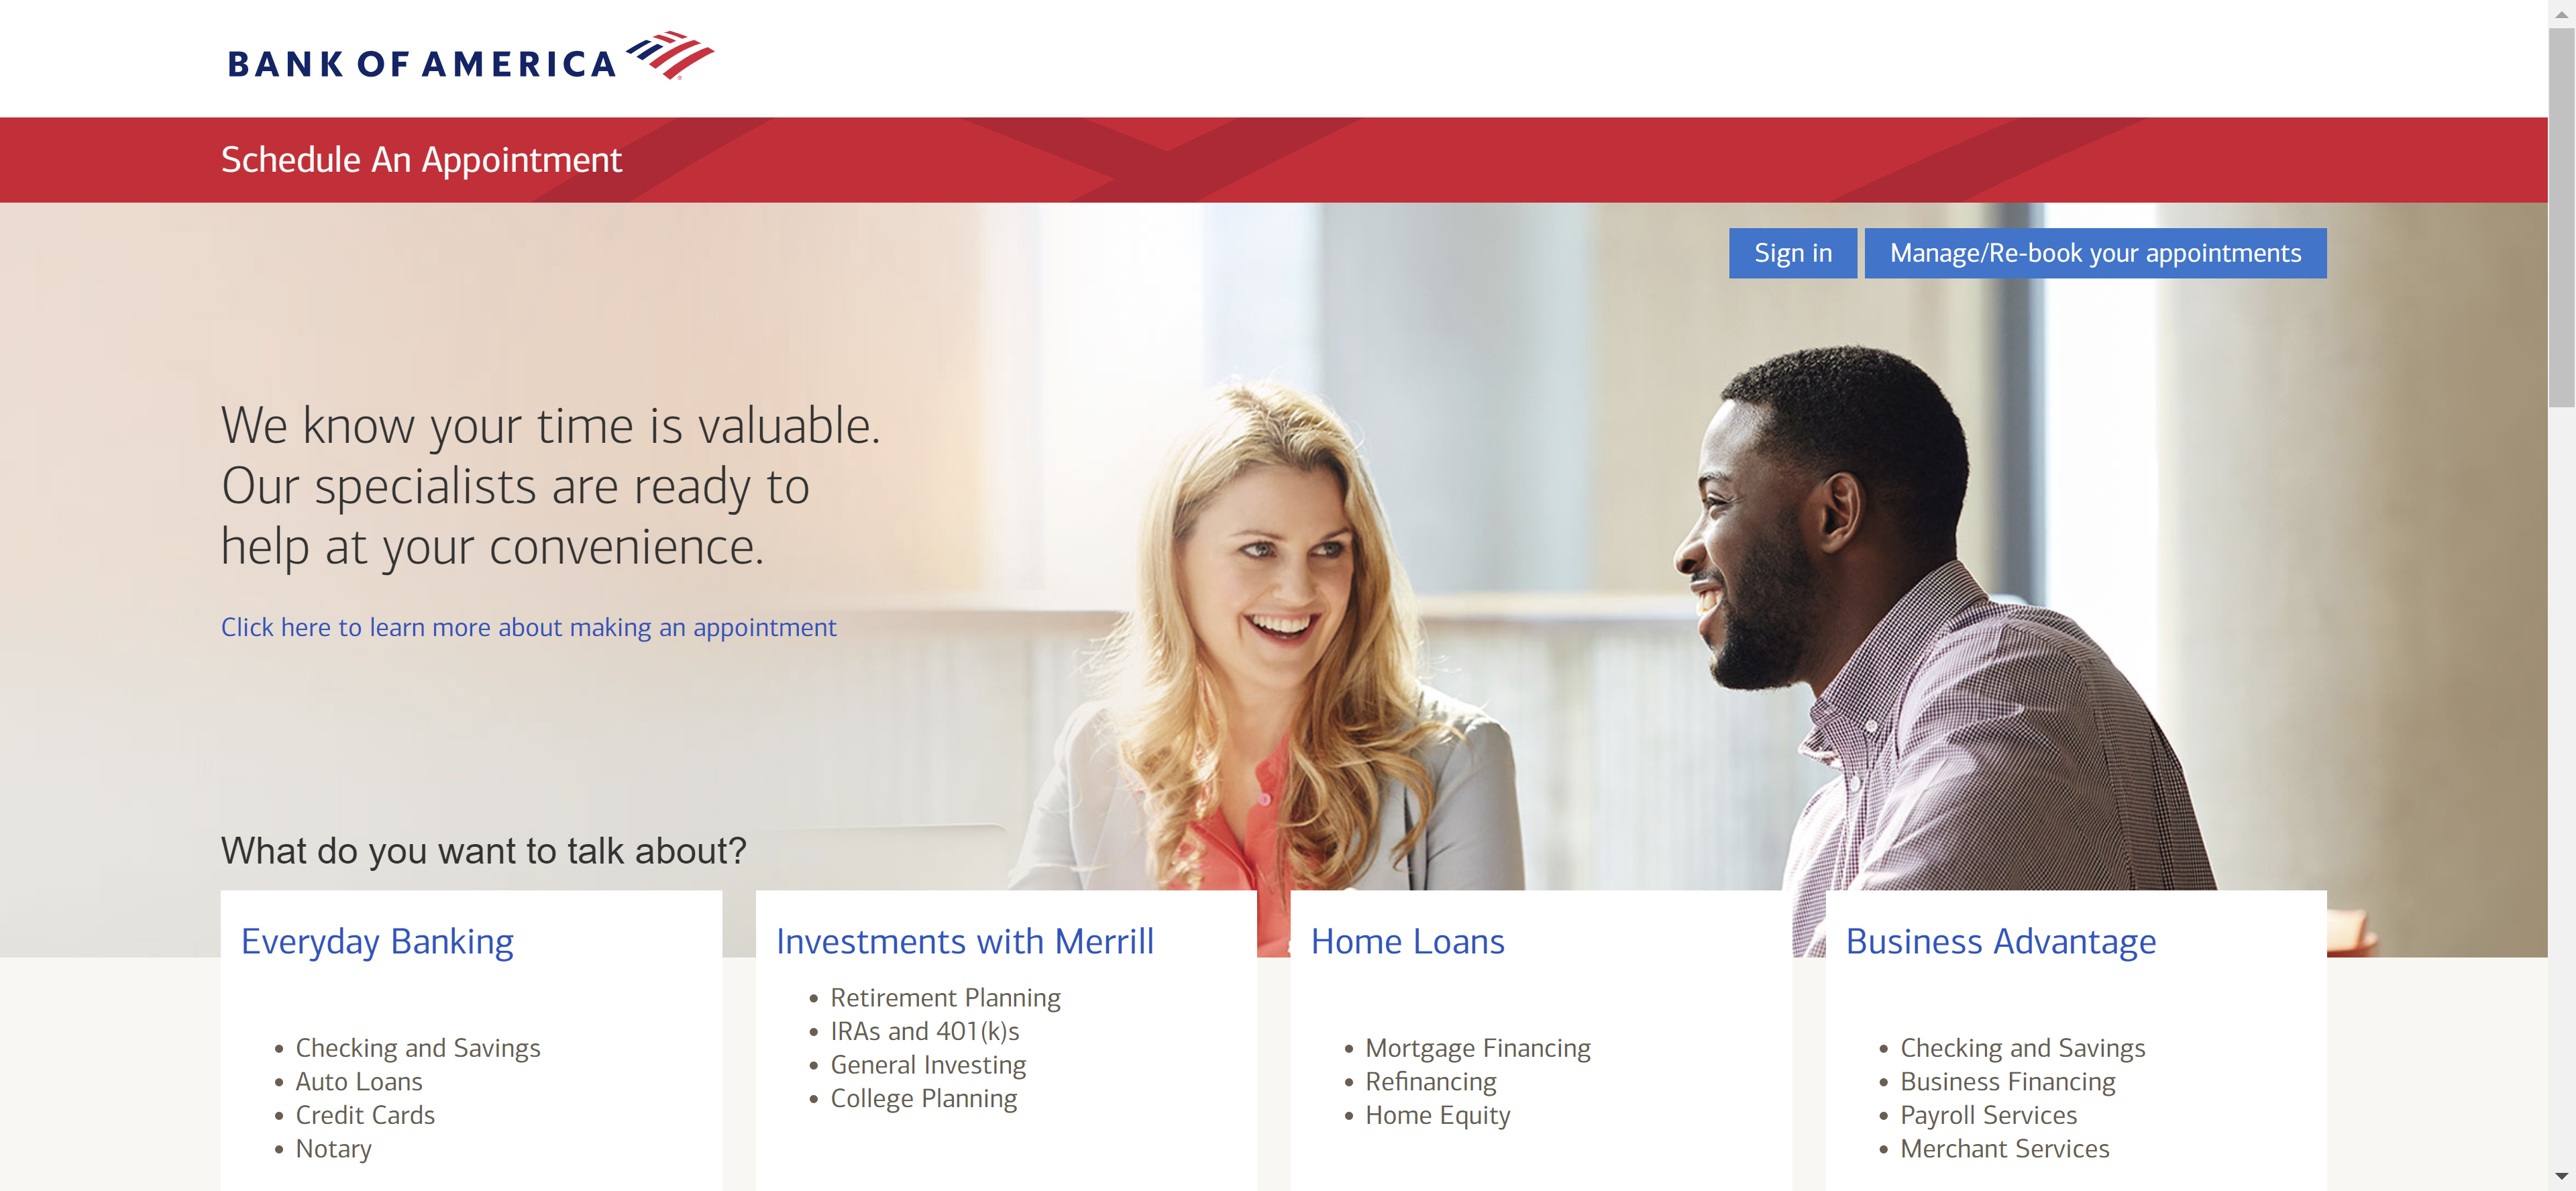 BANK OF AMERICA
Schedule An Appointment
Sign in
Manage/Re-book your appointments
We know your time is valuable.
Our specialists are ready to
help at your convenience.
Click here to learn more about making an appointment
What do you want to talk about?
Everyday Banking
• Checking and Savings
• Auto Loans
• Credit Cards
• Notary
Investments with Merrill
• Retirement Planning
• IRAs and 401(k)s
• General Investing
• College Planning
Home Loans
• Mortgage Financing
• Refinancing
• Home Equity
Business Advantage
• Checking and Savings
• Business Financing
• Payroll Services
• Merchant Services